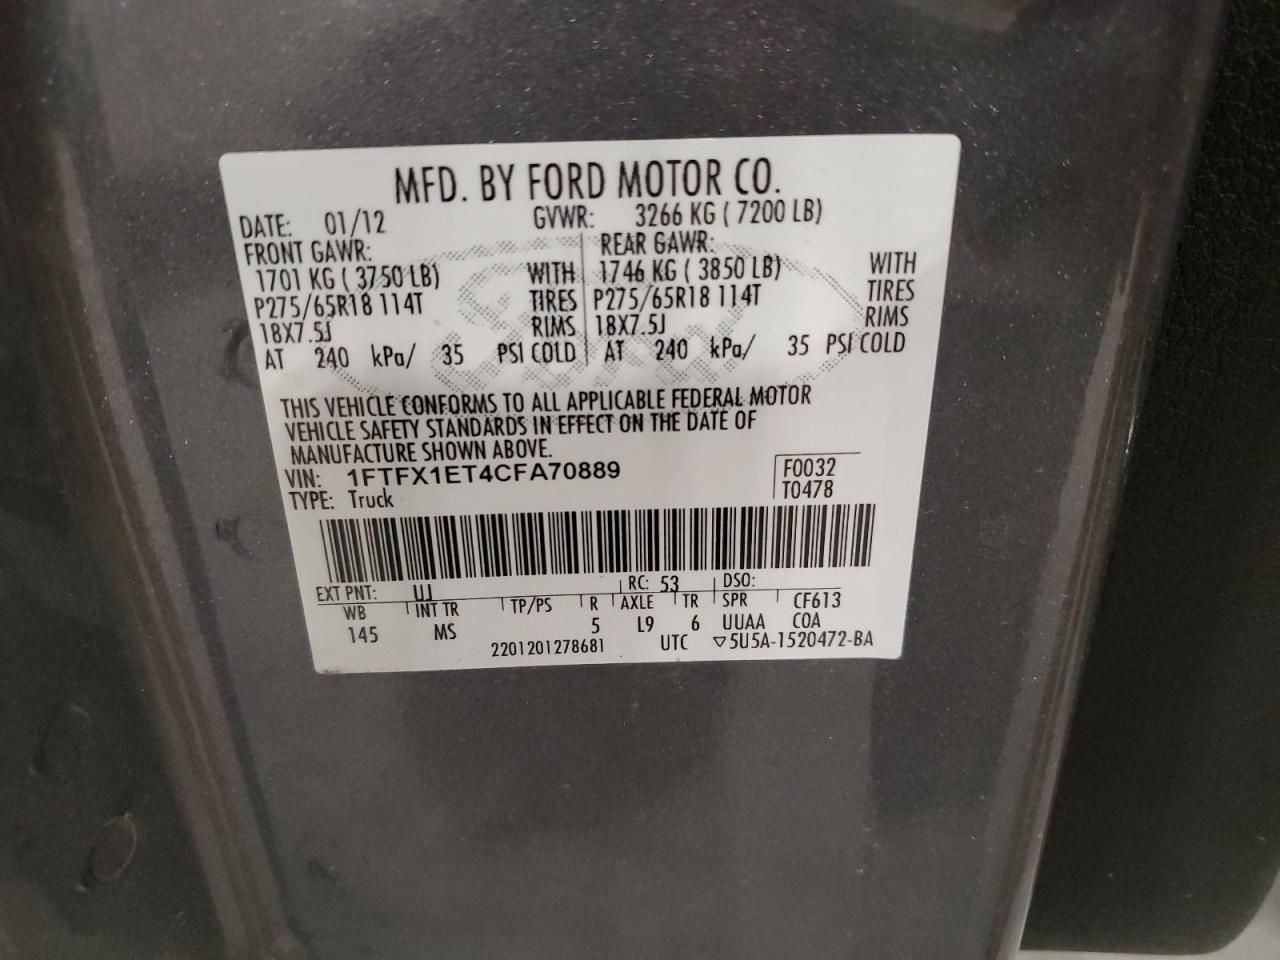 MFD. BY FORD MOTOR CO.
DATE: 01/12 GVWR: 3266 KG ( 7200 LB)
FRONT GAWR: REAR GAWR:
1701 KG ( 3750 LB) WITH 1746 KG ( 3850 LB) WITH
P275/65R18 114T TIRES P275/65R18 114T TIRES
18X7.5J RIMS 18X7.5J RIMS
AT 240 kPa/ 35 PSI COLD AT 240 kPa/ 35 PSI COLD
Ford
THIS VEHICLE CONFORMS TO ALL APPLICABLE FEDERAL MOTOR
VEHICLE SAFETY STANDARDS IN EFFECT ON THE DATE OF
MANUFACTURE SHOWN ABOVE.
VIN: 1FTFX1ET4CFA70889 F0032
TYPE: Truck T0478
EXT PNT: UJ RC: 53 DSO:
WB INT TR TP/PS R AXLE TR SPR CF613
145 MS 5 L9 6 UUAA COA
2201201278681 UTC ▽5U5A-1520472-BA